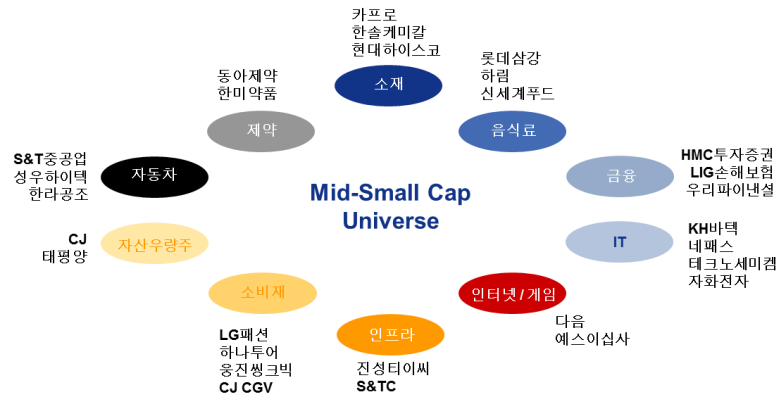 카프로
한솔케미칼
현대하이스코
소재
동아제약
한미약품
제약
롯데삼강
하림
신세계푸드
음식료
S&T중공업
성우하이텍
한라공조
자동차
HMC투자증권
LIG손해보험
우리파이낸셜
금융
Mid-Small Cap
Universe
CJ
태평양
자산우량주
IT
KH바텍
네패스
테크노세미켐
자화전자
소비재
LG패션
하나투어
웅진씽크빅
CJ CGV
인프라
진성티이씨
S&TC
인터넷/게임
다음
예스이십사